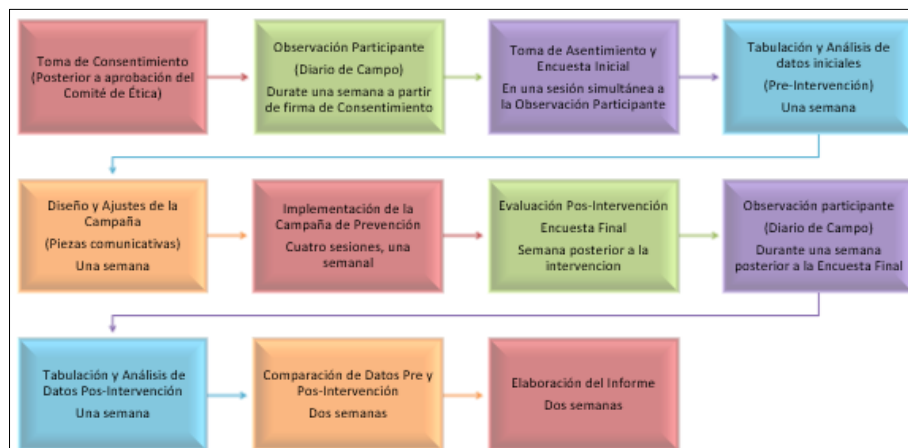 Toma de Consentimiento
(Posterior a aprobación del
Comité de Ética)
Observación Participante
(Diario de Campo)
Durate una semana a partir
de firma de Consentimiento
Toma de Asentimiento y
Encuesta Inicial
En una sesión simultánea a
la Observación Participante
Tabulación y Análisis de
datos iniciales
(Pre-Intervención)
Una semana
Diseño y Ajustes de la
Campaña
(Piezas comunicativas)
Una semana
Implementación de la
Campaña de Prevención
Cuatro sesiones, una
semanal
Evaluación Pos-Intervención
Encuesta Final
Semana posterior a la
intervencion
Observación participante
(Diario de Campo)
Durante una semana
posterior a la Encuesta Final
Tabulación y Análisis de
Datos Pos-Intervención
Una semana
Comparación de Datos Pre y
Pos-Intervención
Dos semanas
Elaboración del Informe
Dos semanas